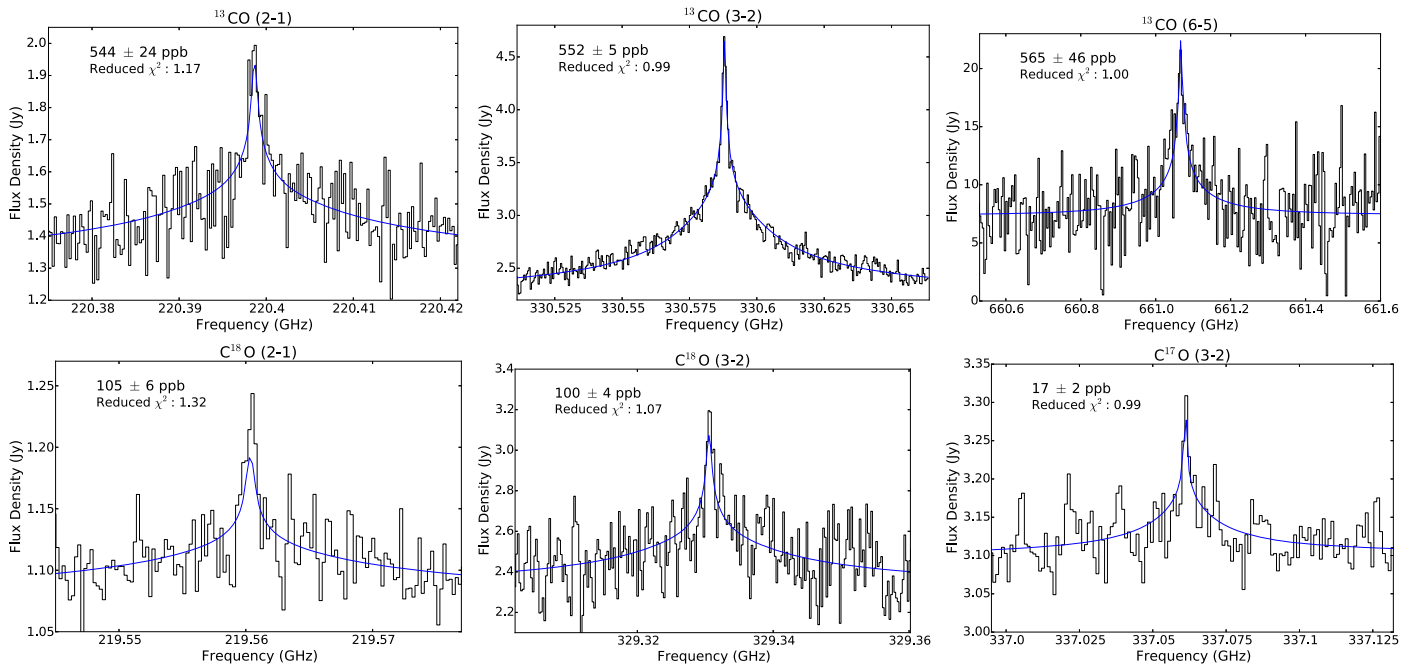 ¹³CO (2-1)
544 ± 24 ppb
Reduced χ² : 1.17
Flux Density (Jy)
2.0
1.9
1.8
1.7
1.6
1.5
1.4
1.3
1.2
220.38 220.39 220.4 220.41 220.42
Frequency (GHz)
¹³CO (3-2)
552 ± 5 ppb
Reduced χ² : 0.99
Flux Density (Jy)
4.5
4.0
3.5
3.0
2.5
330.525 330.55 330.575 330.6 330.625 330.65
Frequency (GHz)
¹³CO (6-5)
565 ± 46 ppb
Reduced χ² : 1.00
Flux Density (Jy)
20
15
10
5
0
660.6 660.8 661.0 661.2 661.4 661.6
Frequency (GHz)
C¹⁸O (2-1)
105 ± 6 ppb
Reduced χ² : 1.32
Flux Density (Jy)
1.25
1.20
1.15
1.10
1.05
219.55 219.56 219.57
Frequency (GHz)
C¹⁸O (3-2)
100 ± 4 ppb
Reduced χ² : 1.07
Flux Density (Jy)
3.4
3.2
3.0
2.8
2.6
2.4
2.2
329.32 329.34 329.36
Frequency (GHz)
C¹⁷O (3-2)
17 ± 2 ppb
Reduced χ² : 0.99
Flux Density (Jy)
3.35
3.30
3.25
3.20
3.15
3.10
3.05
3.00
337.0 337.025 337.05 337.075 337.1 337.125
Frequency (GHz)